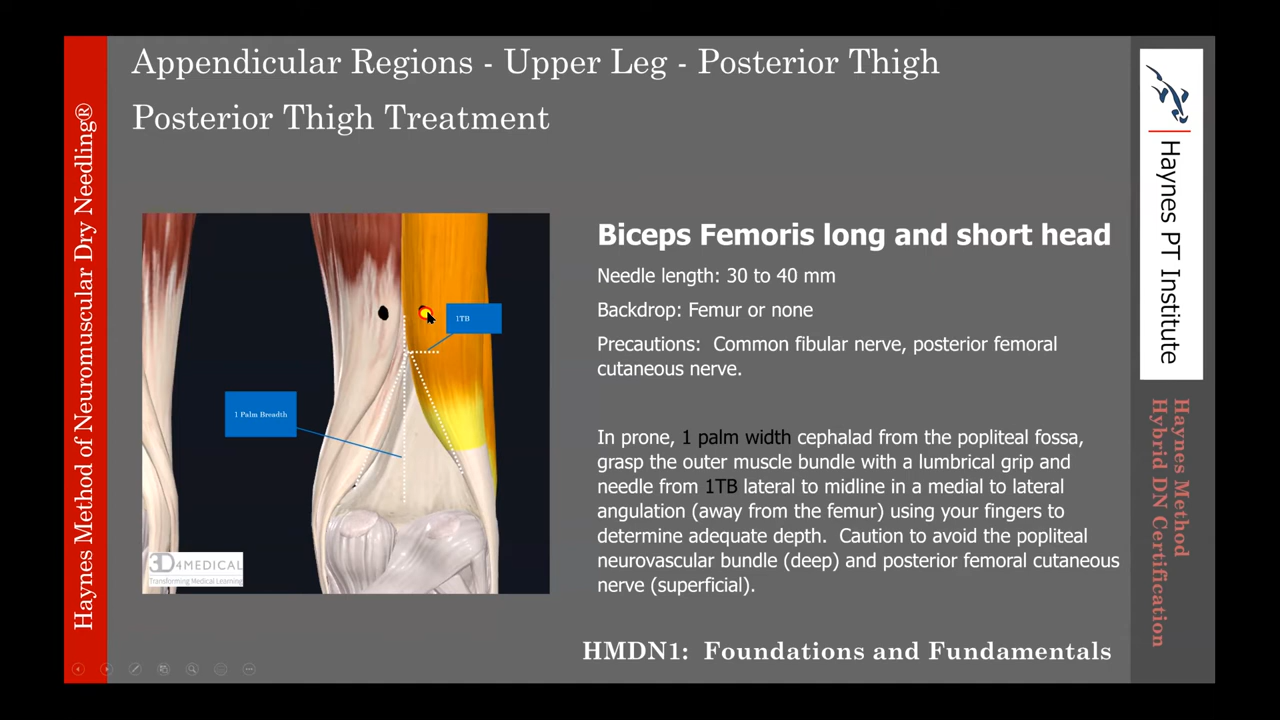 Appendicular Regions - Upper Leg - Posterior Thigh
Posterior Thigh Treatment
Haynes Method of Neuromuscular Dry Needling®
1TB
1 Palm Breadth
3D4MEDICAL
Transforming Medical Learning
Biceps Femoris long and short head
Needle length: 30 to 40 mm
Backdrop: Femur or none
Precautions: Common fibular nerve, posterior femoral
cutaneous nerve.
In prone, 1 palm width cephalad from the popliteal fossa,
grasp the outer muscle bundle with a lumbrical grip and
needle from 1TB lateral to midline in a medial to lateral
angulation (away from the femur) using your fingers to
determine adequate depth. Caution to avoid the popliteal
neurovascular bundle (deep) and posterior femoral cutaneous
nerve (superficial).
HMDN1: Foundations and Fundamentals
Haynes PT Institute
Haynes Method
Hybrid DN Certification